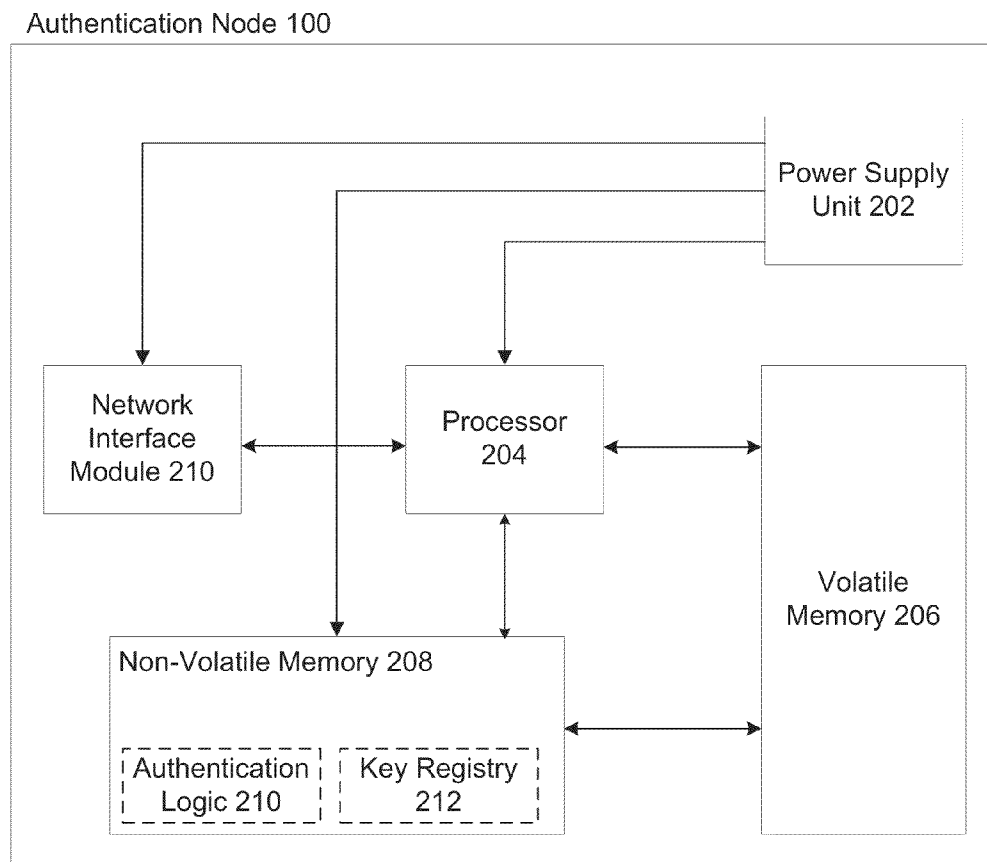 Authentication Node 100
Power Supply
Unit 202
Network
Interface
Module 210
Processor
204
Volatile
Memory 206
Non-Volatile Memory 208
Authentication
Logic 210
Key Registry
212